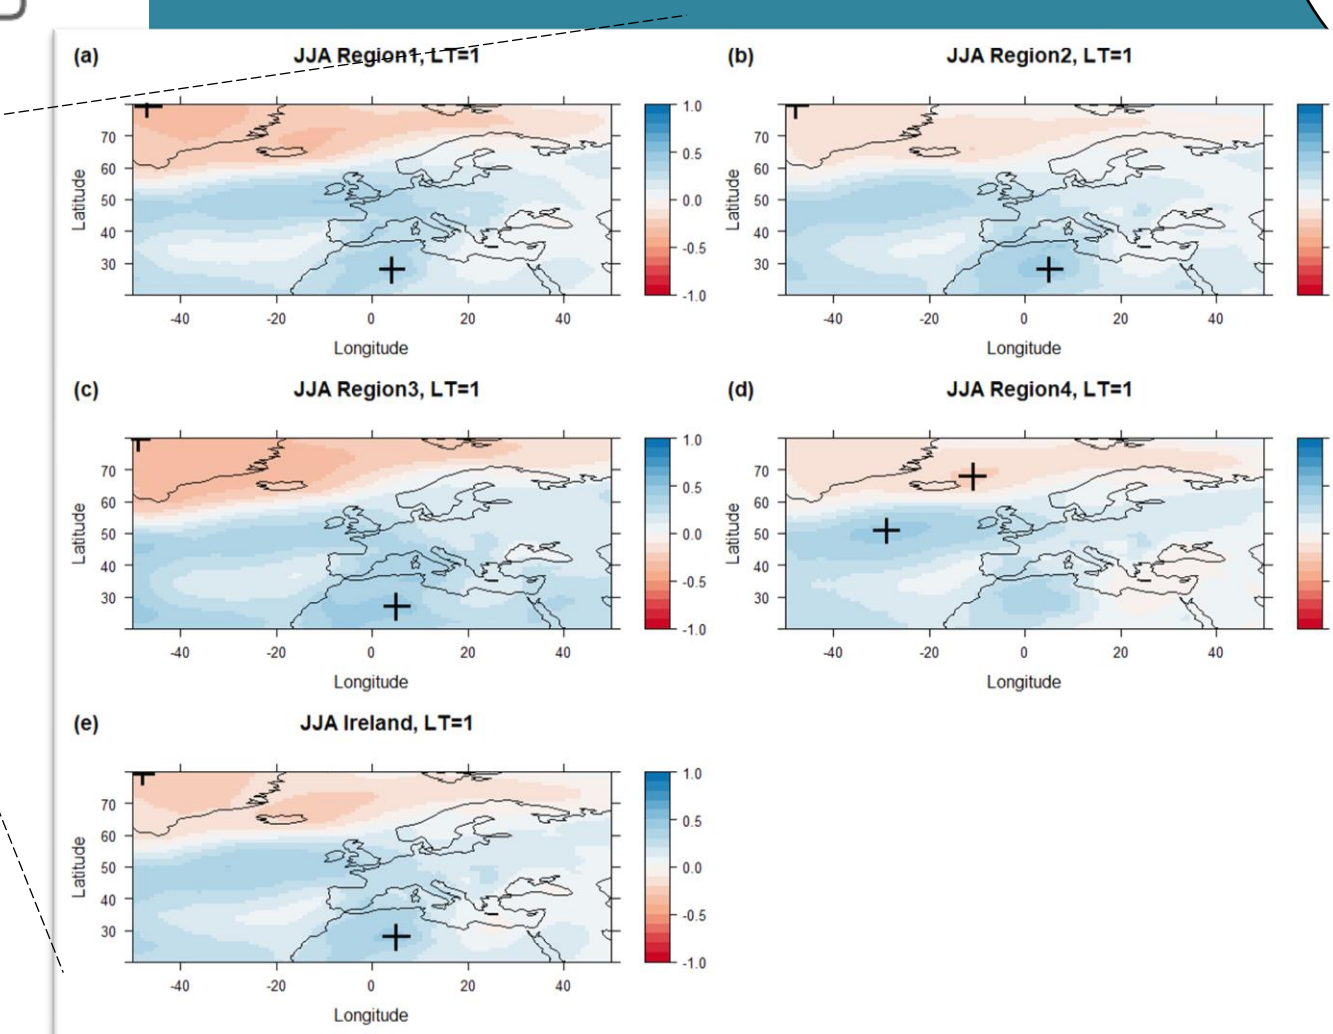 (a) JJA Region1, LT=1
(b) JJA Region2, LT=1
Latitude
70
60
50
40
30
-40 -20 0 20 40
Longitude
1.0
0.5
0.0
-0.5
-1.0
Latitude
70
60
50
40
30
-40 -20 0 20 40
Longitude
(c) JJA Region3, LT=1
(d) JJA Region4, LT=1
Latitude
70
60
50
40
30
-40 -20 0 20 40
Longitude
1.0
0.5
0.0
-0.5
-1.0
Latitude
70
60
50
40
30
-40 -20 0 20 40
Longitude
(e) JJA Ireland, LT=1
Latitude
70
60
50
40
30
-40 -20 0 20 40
Longitude
1.0
0.5
0.0
-0.5
-1.0